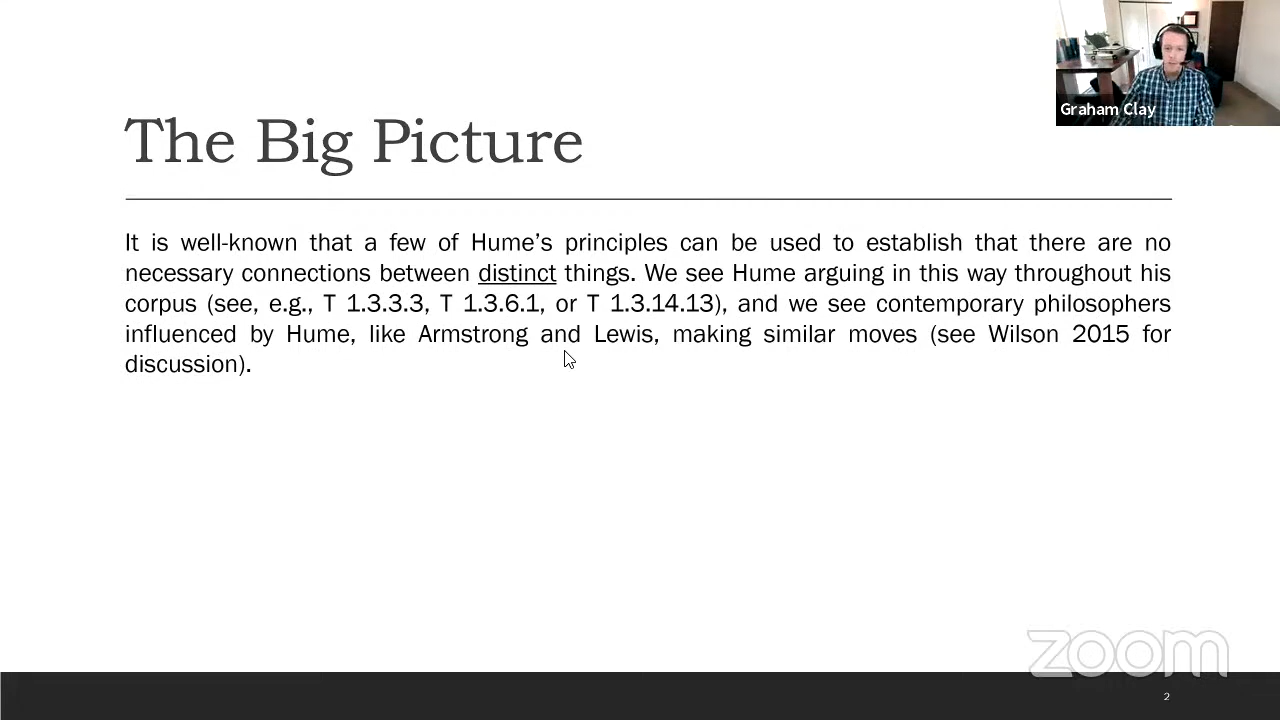 Graham Clay
The Big Picture
It is well-known that a few of Hume's principles can be used to establish that there are no
necessary connections between distinct things. We see Hume arguing in this way throughout his
corpus (see, e.g., T 1.3.3.3, T 1.3.6.1, or T 1.3.14.13), and we see contemporary philosophers
influenced by Hume, like Armstrong and Lewis, making similar moves (see Wilson 2015 for
discussion).
zoom
2